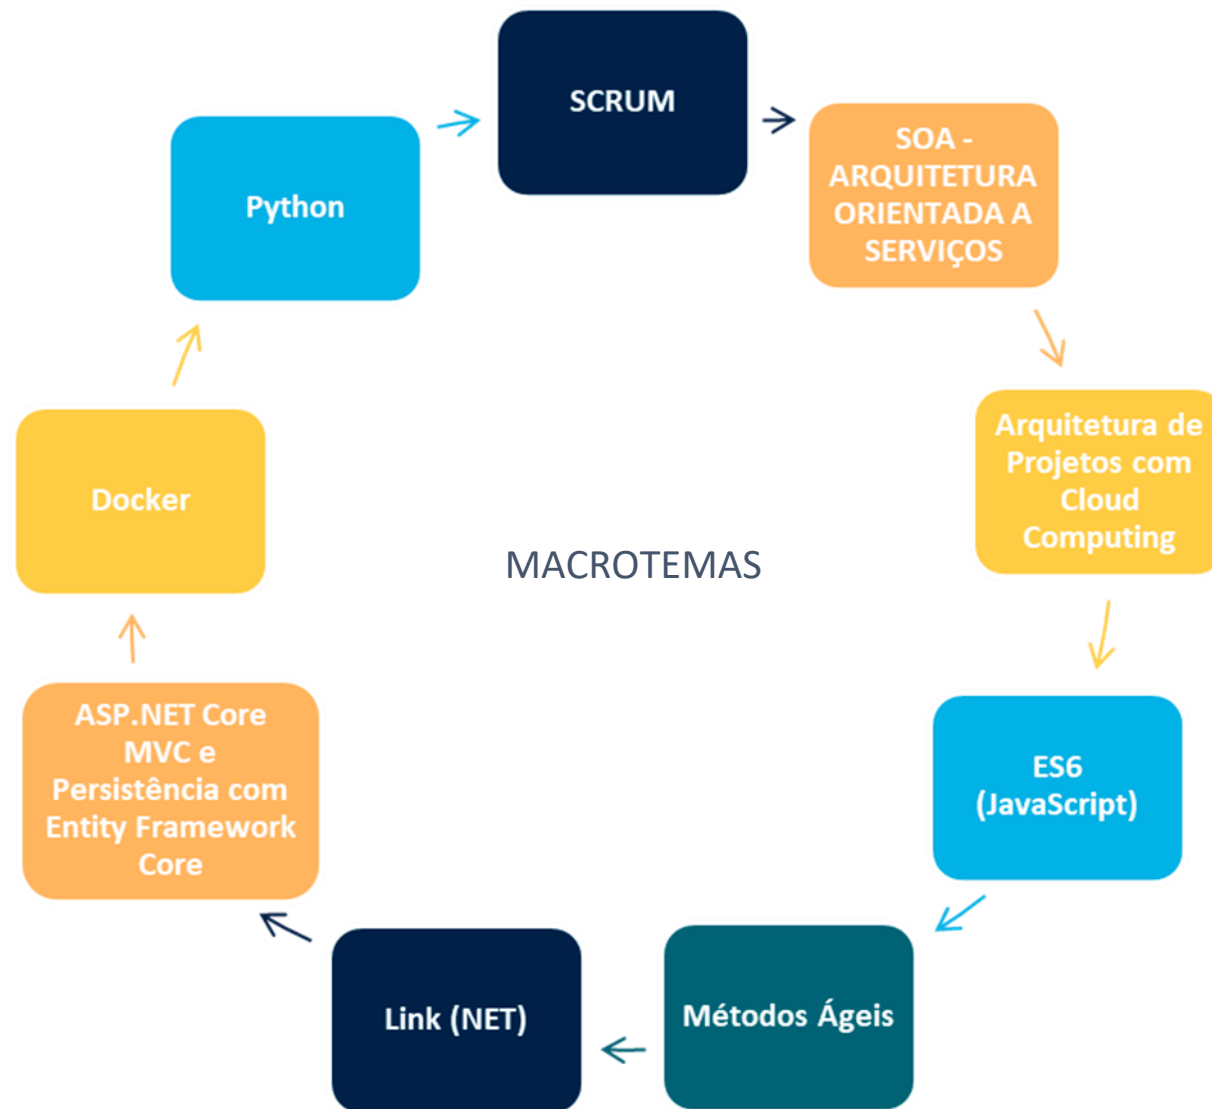 SCRUM
SOA -
ARQUITETURA
ORIENTADA A
SERVIÇOS
Python
Arquitetura de
Projetos com
Cloud
Computing
Docker
MACROTEMAS
ASP.NET Core
MVC e
Persistência com
Entity Framework
Core
ES6
(JavaScript)
Link (NET)
Métodos Ágeis